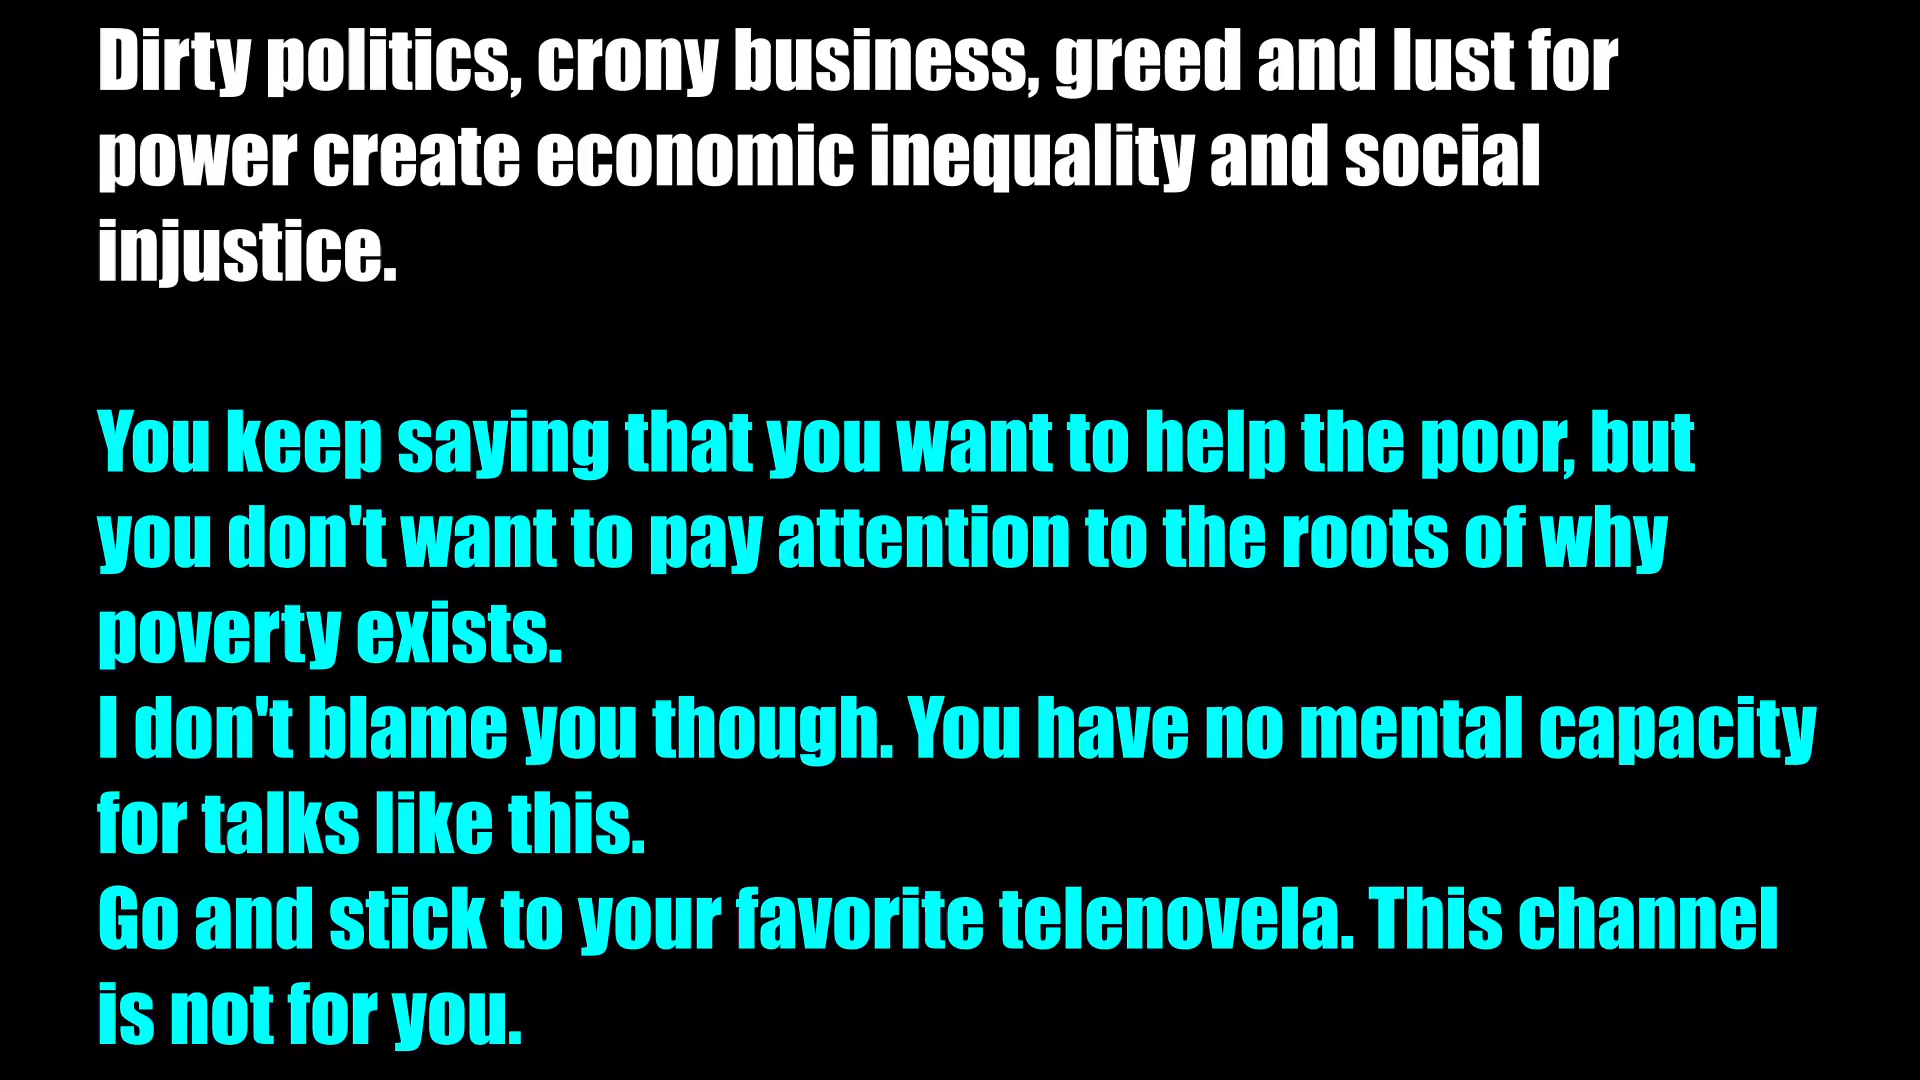 Dirty politics, crony business, greed and lust for
power create economic inequality and social
injustice.
You keep saying that you want to help the poor, but
you don't want to pay attention to the roots of why
poverty exists.
I don't blame you though. You have no mental capacity
for talks like this.
Go and stick to your favorite telenovela. This channel
is not for you.